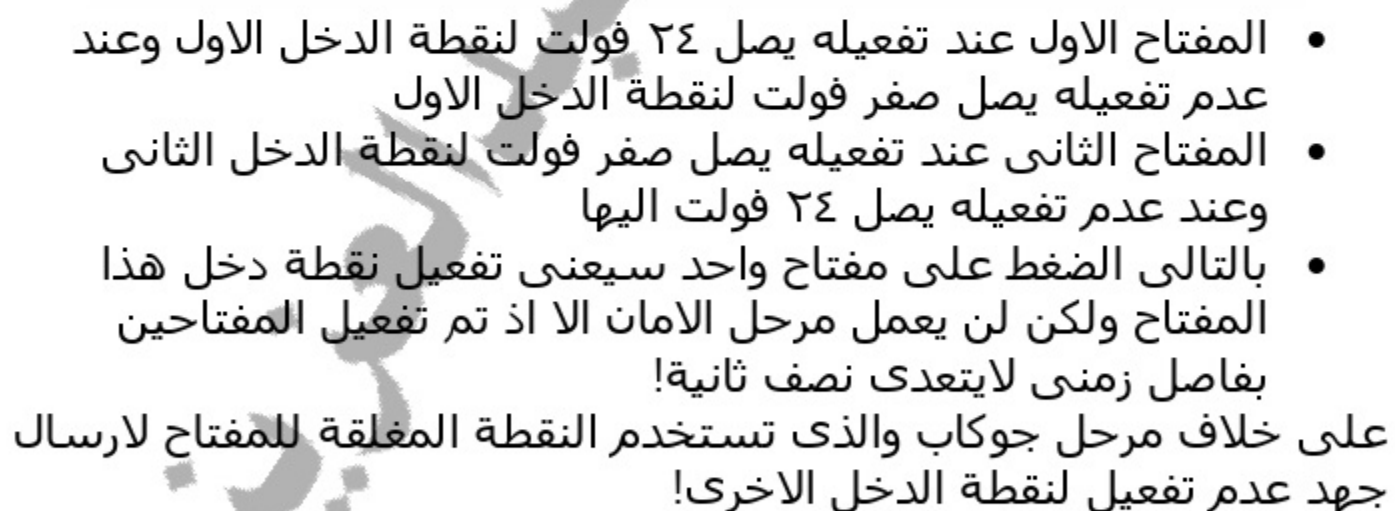 • المفتاح الاول عند تفعيله يصل ٢٤ فولت لنقطة الدخل الاول وعند
عدم تفعيله يصل صفر فولت لنقطة الدخل الاول
• المفتاح الثانى عند تفعيله يصل صفر فولت لنقطة الدخل الثانى
وعند عدم تفعيله يصل ٢٤ فولت اليها
• بالتالى الضغط على مفتاح واحد سيعنى تفعيل نقطة دخل هذا
المفتاح ولكن لن يعمل مرحل الامان الا اذ تم تفعيل المفتاحين
بفاصل زمنى لايتعدى نصف ثانية!
على خلاف مرحل جوكاب والذى تستخدم النقطة المغلقة للمفتاح لارسال
جهد عدم تفعيل لنقطة الدخل الاخرى!